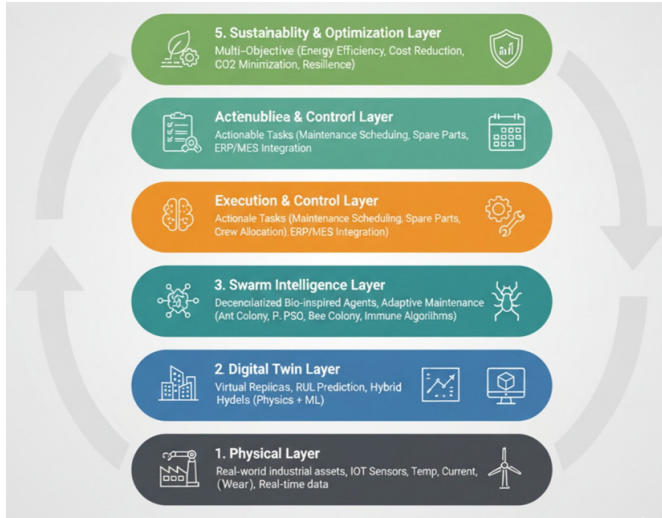 5. Sustainablity & Optimization Layer
Multi-Objective (Energy Efficiency, Cost Reduction,
CO2 Minirrization, Resilience)
Actenubliea & Control Layer
Actionable Tasks (Maintenance Scheduling, Spare Parts,
ERP/MES Integration
Execution & Control Layer
Actionale Tasks (Maintenance Scheduling, Spare Parts,
Crew Allocation) ERP/MES Integration)
3. Swarm Intelligence Layer
Decencialized Bio-inspired Agents, Adaptive Maintenance
(Ant Colony, P. PSO, Bee Colony, Immune Algorilhms)
2. Digital Twin Layer
Virtual Repiicas, RUL Prediction, Hybrid
Hydels (Physics + ML)
1. Physical Layer
Real-world industrial assets, IOT Sensors, Temp, Current,
(Wear), Real-time data